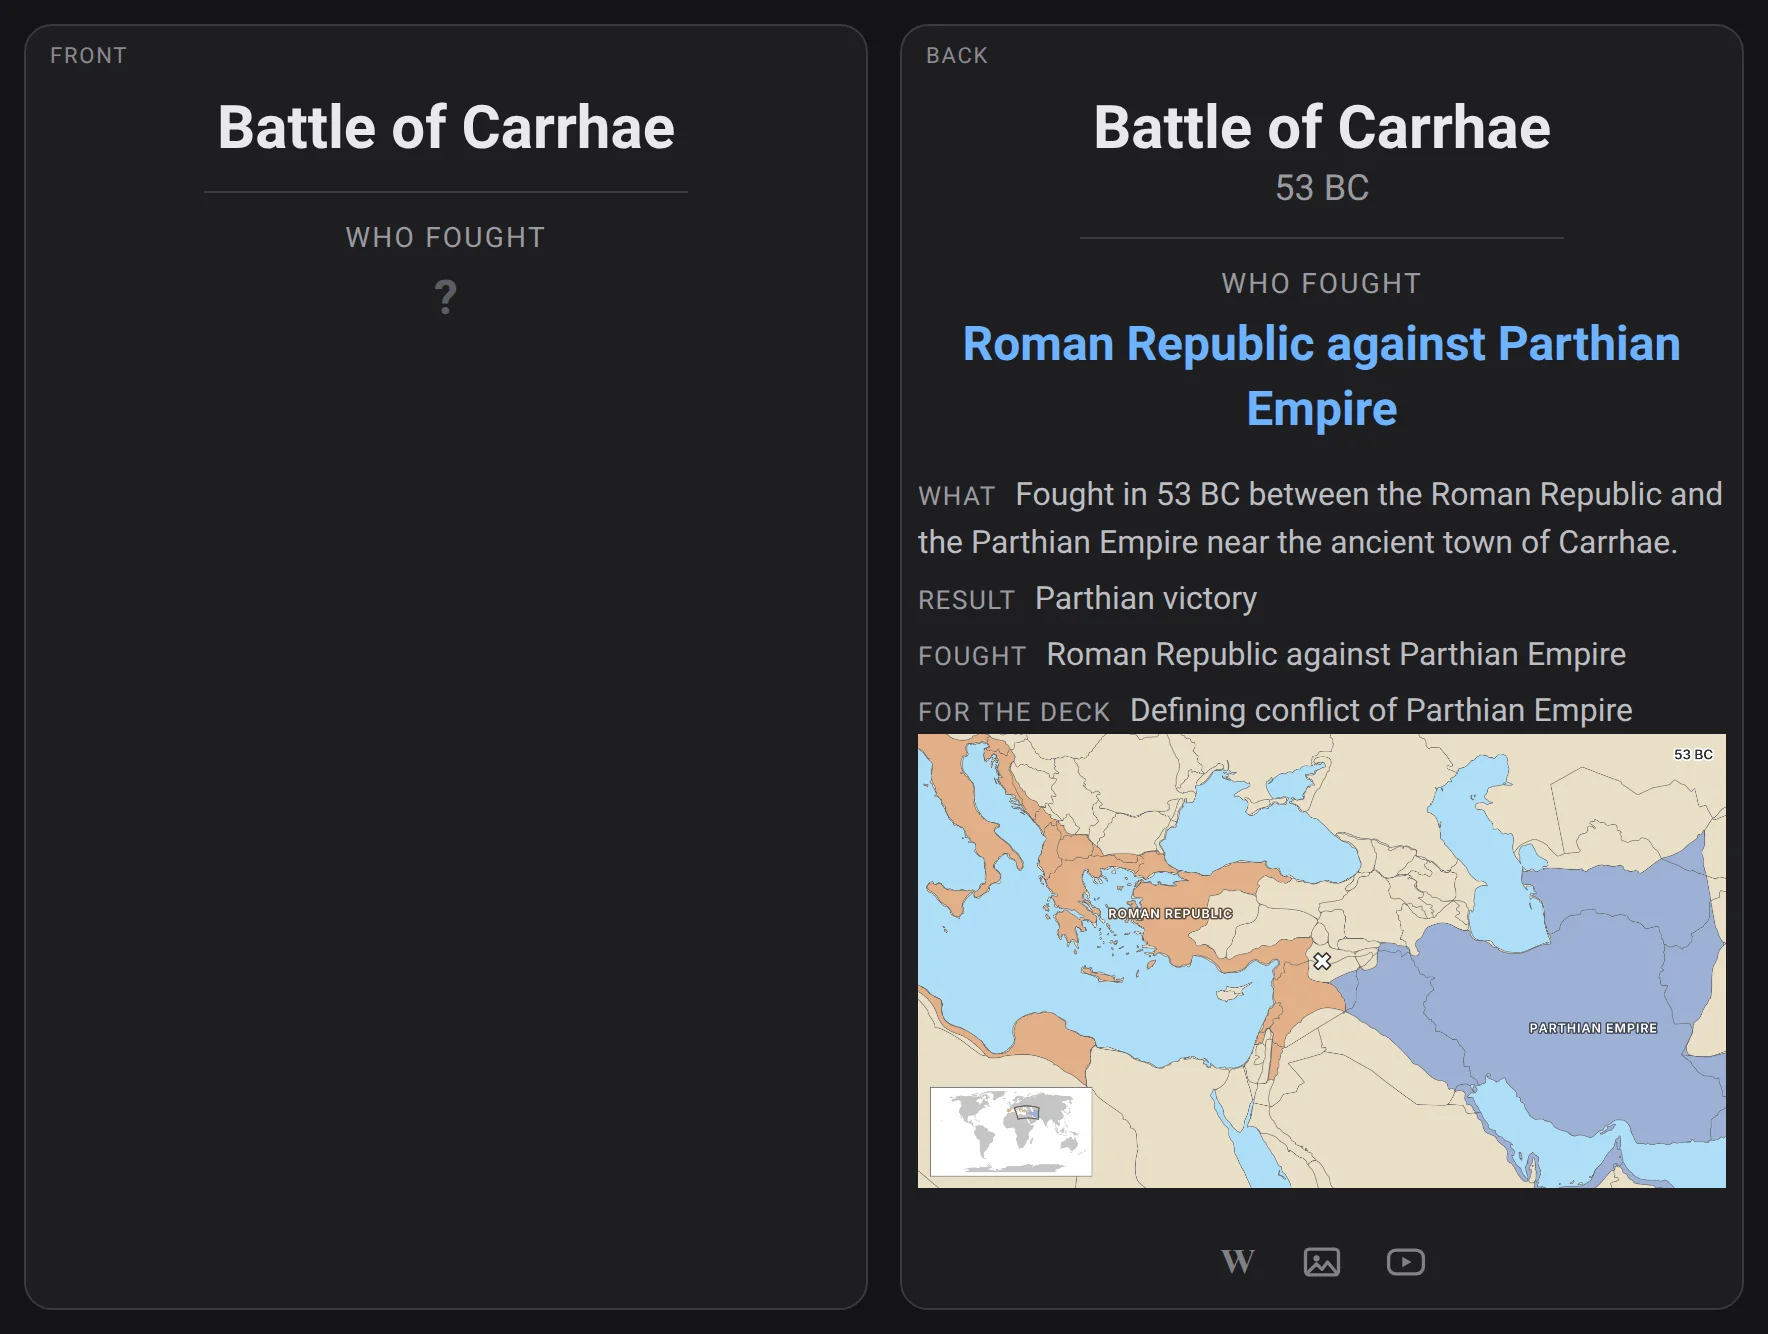 FRONT
Battle of Carrhae
WHO FOUGHT
?
BACK
Battle of Carrhae
53 BC
WHO FOUGHT
Roman Republic against Parthian
Empire
WHAT Fought in 53 BC between the Roman Republic and
the Parthian Empire near the ancient town of Carrhae.
RESULT Parthian victory
FOUGHT Roman Republic against Parthian Empire
FOR THE DECK Defining conflict of Parthian Empire
53 BC
ROMAN REPUBLIC
PARTHIAN EMPIRE
W